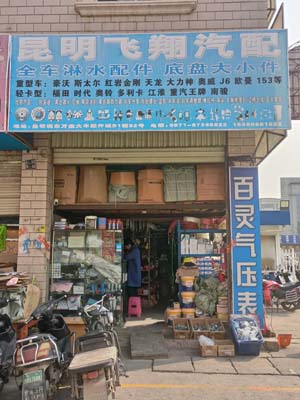 昆明飞翔汽配
全车淋水配件 底盘大小件
重型车: 豪沃 斯太尔 红岩金刚 天龙 大力神 奥威 J6 欧曼 153等
轻卡型: 福田 时代 奥铃 多利卡 江淮 重汽王牌 南骏
百灵气压表